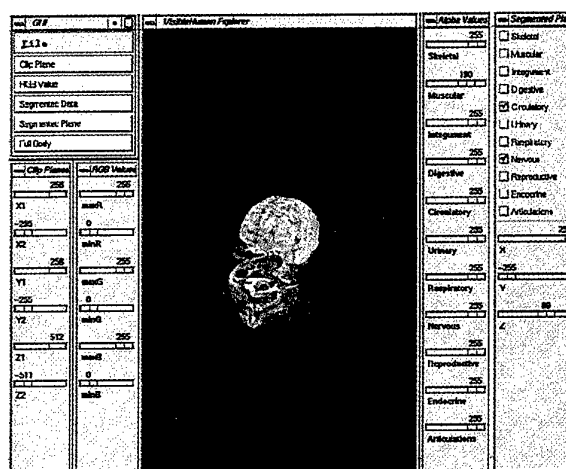 GUI
File
Clip Plane
RGB Value
Segmented Data
Segmented Plane
Full Body
Clip Planes
255
X1
-255
X2
255
Y1
-255
Y2
512
Z1
-511
Z2
RGB Values
255
maxR
0
minR
255
maxG
0
minG
255
maxB
0
minB
VisibleHuman Explorer
Alpha Values
255
Skeletal
190
Muscular
255
Integument
255
Digestive
255
Circulatory
255
Urinary
255
Respiratory
255
Nervous
255
Reproductive
255
Endocrine
255
Articulations
Segmented Pla
Skeletal
Muscular
Integument
Digestive
Circulatory
Urinary
Respiratory
Nervous
Reproductive
Endocrine
Articulations
X
-255
Y
Z